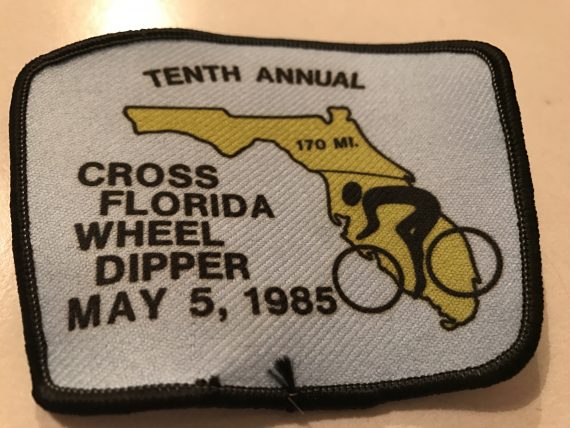 TENTH ANNUAL
170 MI.
CROSS
FLORIDA
WHEEL
DIPPER
MAY 5, 1985